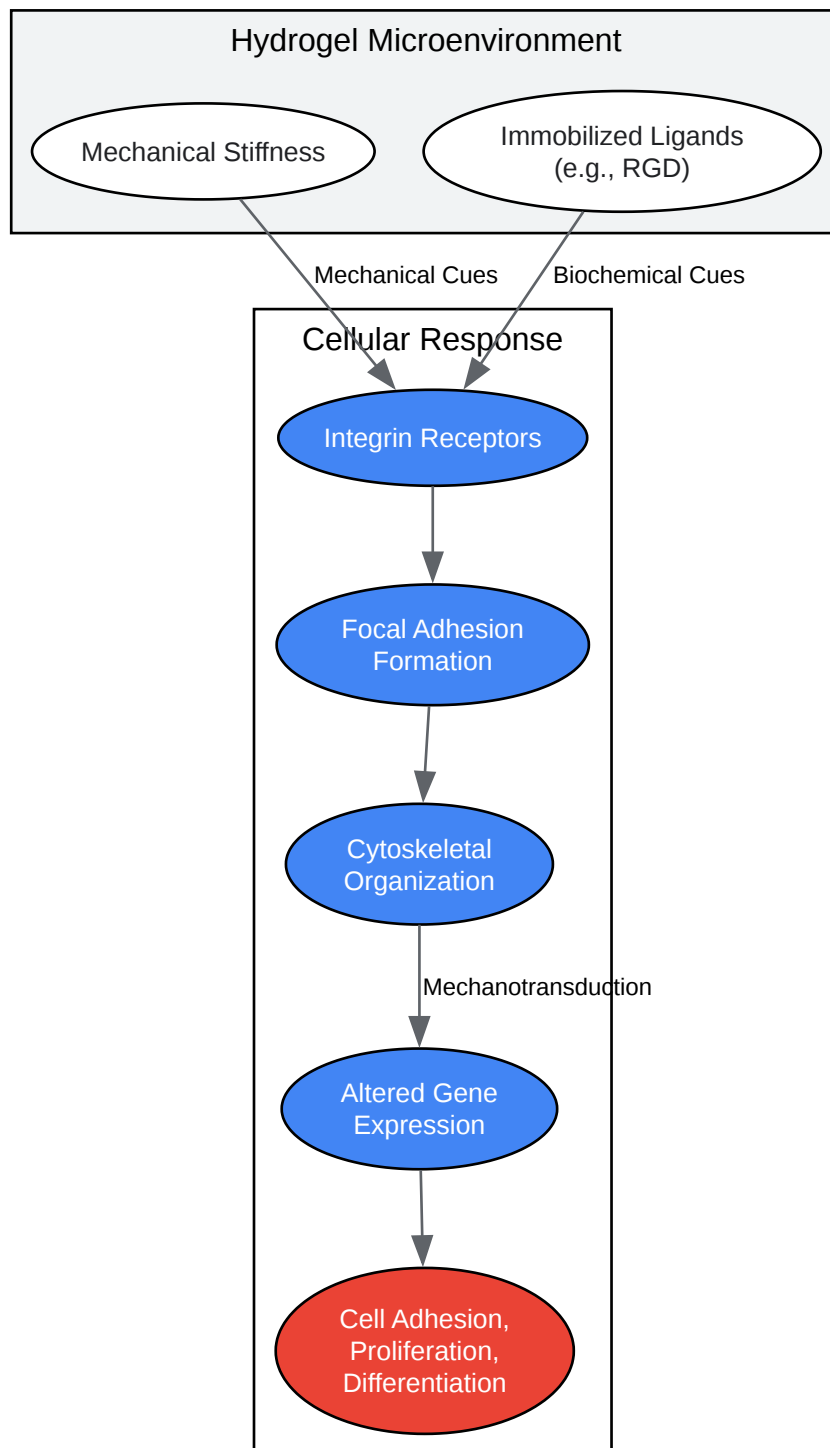 Hydrogel Microenvironment
Mechanical Stiffness
Immobilized Ligands
(e.g., RGD)
Mechanical Cues
Biochemical Cues
Cellular Response
Integrin Receptors
Focal Adhesion
Formation
Cytoskeletal
Organization
Mechanotransduction
Altered Gene
Expression
Cell Adhesion,
Proliferation,
Differentiation